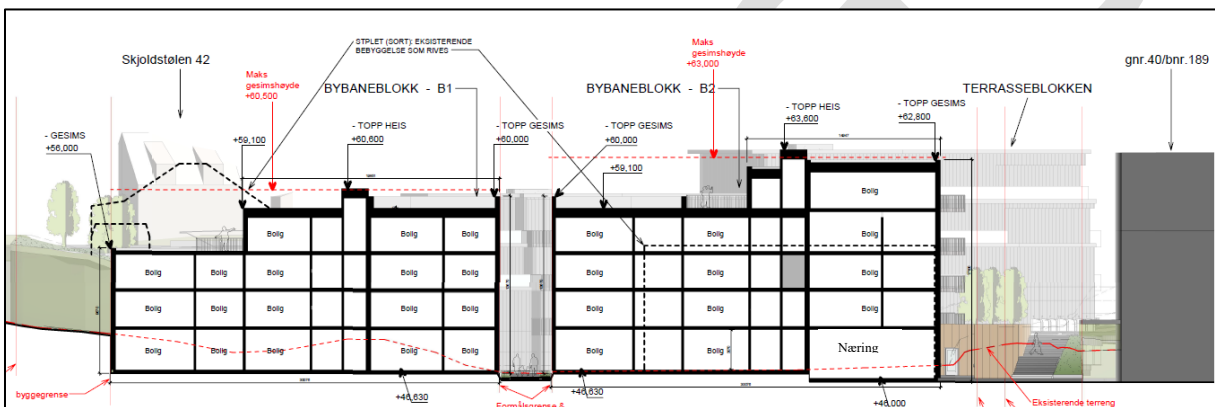 STPLET (SORT): EKSISTERENDE
BEBYGGELSE SOM RIVES
Maks
gesimshøyde
+63,000
gnr.40/bnr.189
Skjoldstølen 42
Maks
gesimshøyde
+60.500
BYBANEBLOKK - B1
BYBANEBLOKK - B2
TERRASSEBLOKKEN
- GESIMS
+56,000
+59,100
- TOPP HEIS
+60,600
- TOPP GESIMS
+60,000
- TOPP GESIMS
+60,000
+59,100
- TOPP HEIS
+63,600
- TOPP GESIMS
+62,800
Bolig
Bolig Bolig Bolig Bolig Bolig
Bolig Bolig Bolig Bolig Bolig Bolig Bolig Bolig
Bolig Bolig Bolig Bolig Bolig Bolig Bolig Bolig
Bolig Bolig Bolig Bolig Bolig Bolig Bolig Næring
byggegrense
+46,630
Formålsgrense &
+46,630
+46,000
Eksisterende terreng